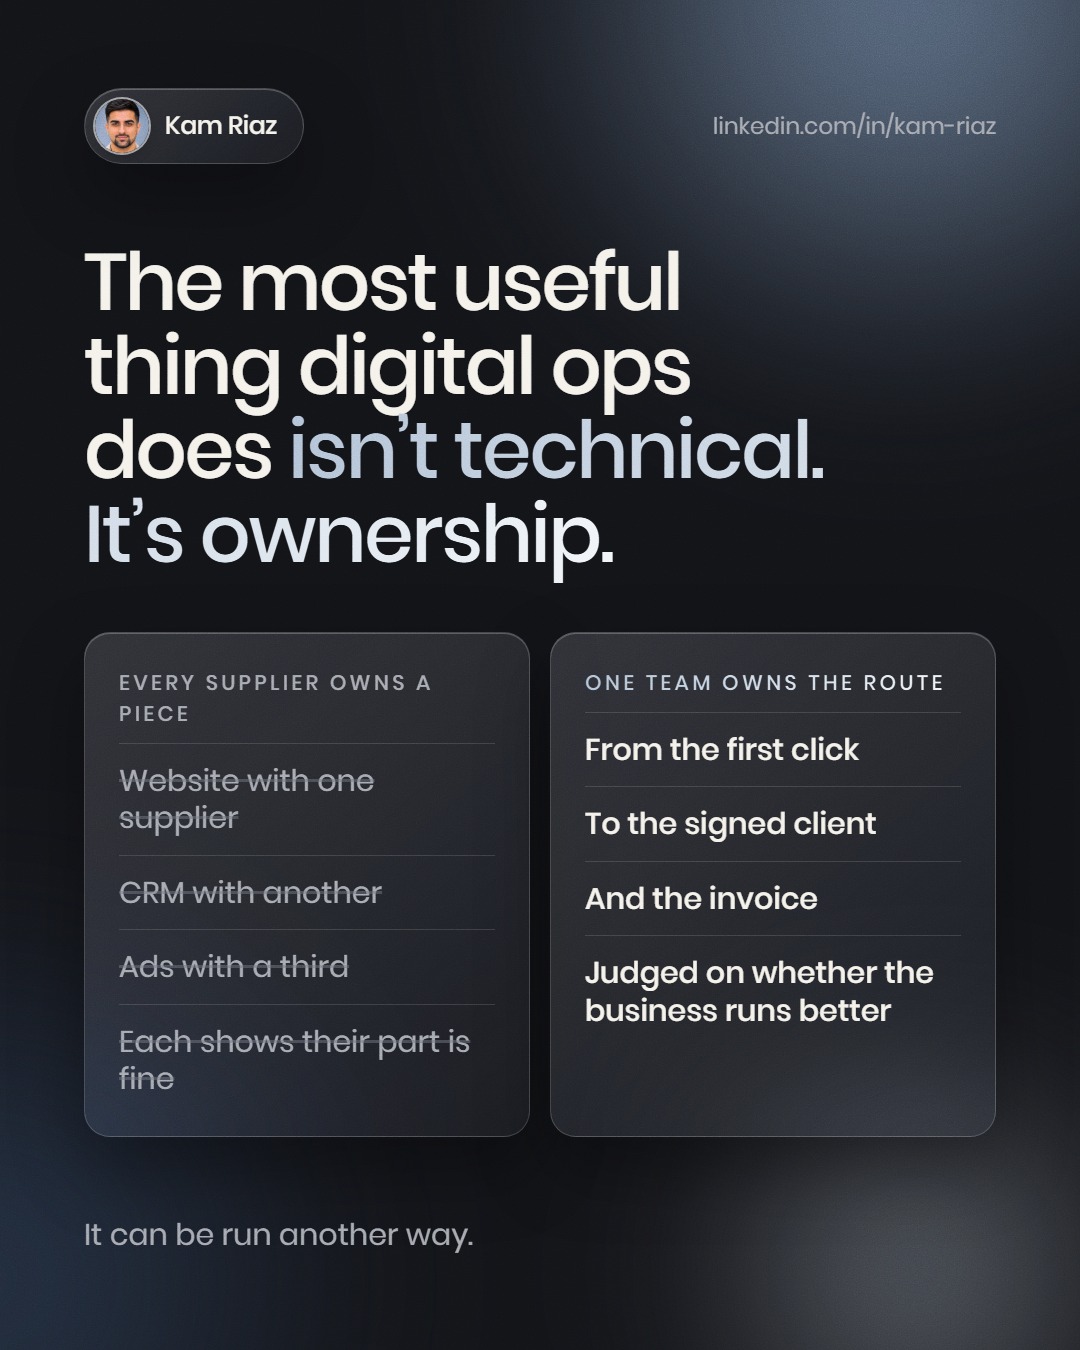 Kam Riaz
linkedin.com/in/kam-riaz
The most useful
thing digital ops
does isn’t technical.
It’s ownership.
EVERY SUPPLIER OWNS A
PIECE
Website with one
supplier
CRM with another
Ads with a third
Each shows their part is
fine
ONE TEAM OWNS THE ROUTE
From the first click
To the signed client
And the invoice
Judged on whether the
business runs better
It can be run another way.